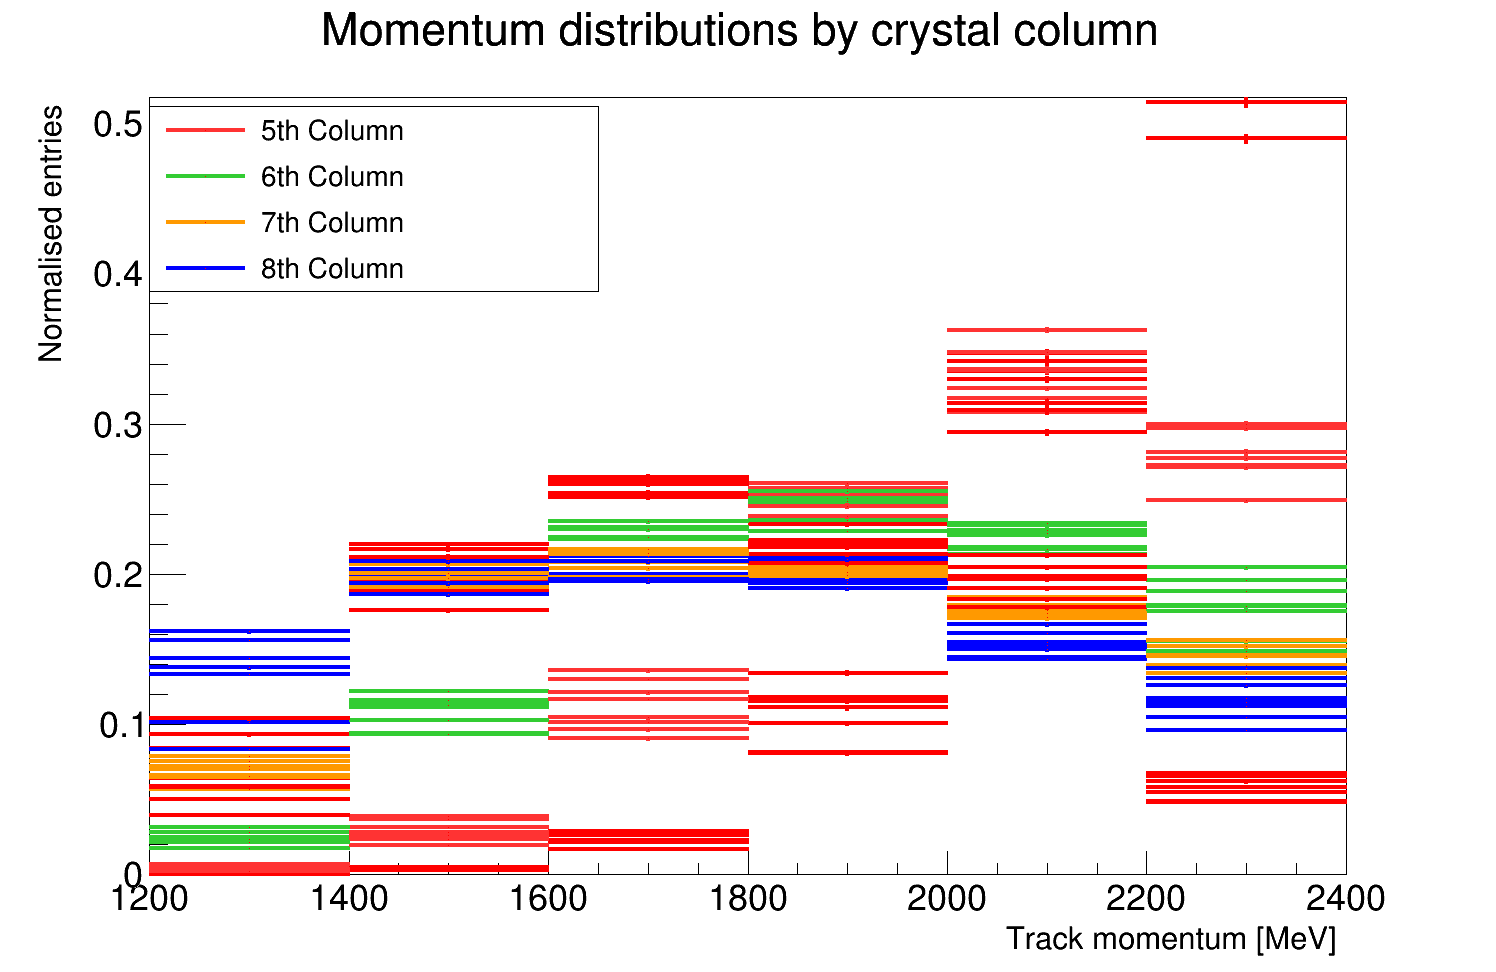 Momentum distributions by crystal column
Normalised entries
0.5
0.4
0.3
0.2
0.1
0
5th Column
6th Column
7th Column
8th Column
1200 1400 1600 1800 2000 2200 2400
Track momentum [MeV]